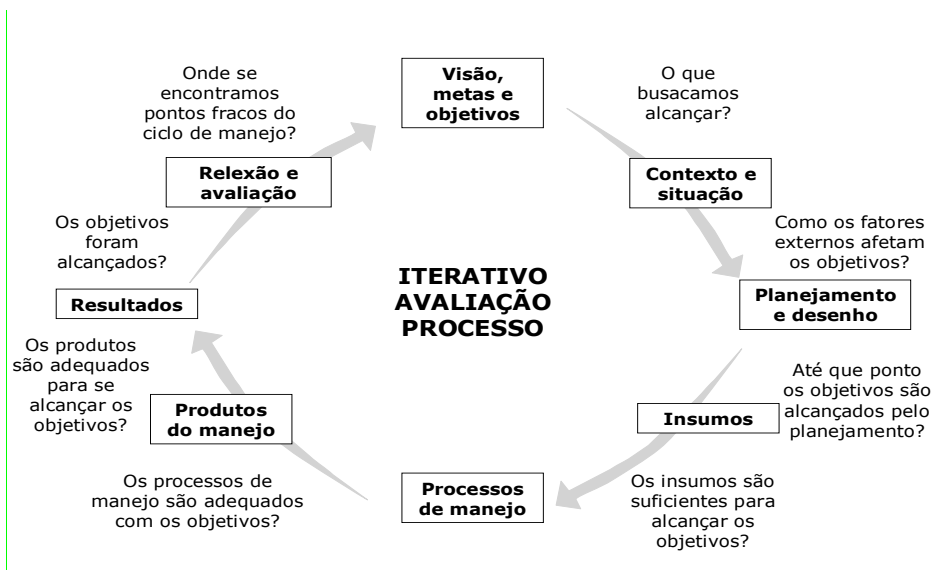 Visão,
metas e
objetivos
O que
busacamos
alcançar?
Contexto e
situação
Como os fatores
externos afetam
os objetivos?
Planejamento
e desenho
Até que ponto
os objetivos são
alcançados pelo
planejamento?
Insumos
Os insumos são
suficientes para
alcançar os
objetivos?
Processos
de manejo
Os processos de
manejo são adequados
com os objetivos?
Produtos
do manejo
Os produtos
são adequados
para se
alcançar os
objetivos?
Resultados
Os objetivos
foram
alcançados?
Relexão e
avaliação
Onde se
encontramos
pontos fracos do
ciclo de manejo?
ITERATIVO
AVALIAÇÃO
PROCESSO